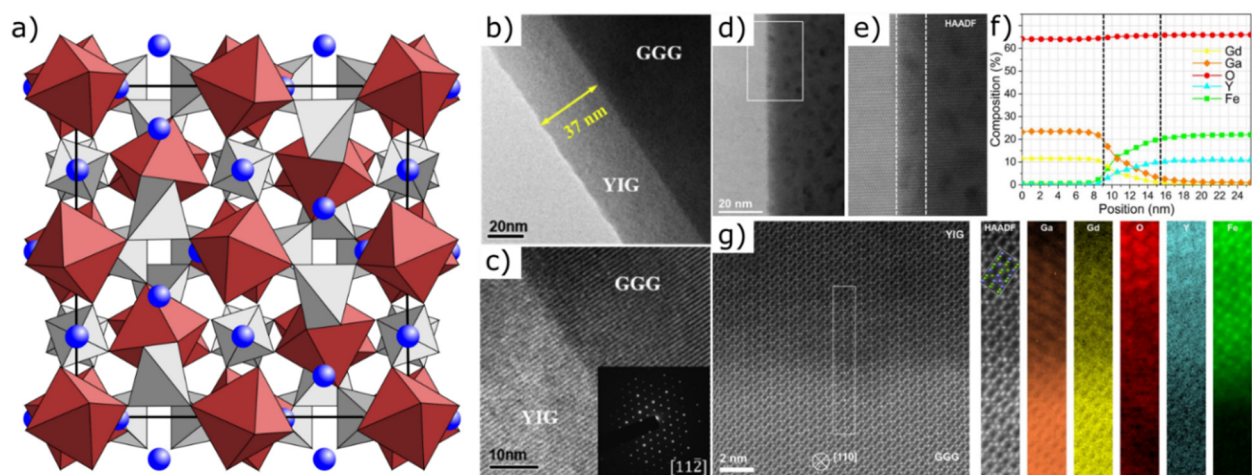 a)
b)
GGG
37 nm
YIG
20nm
c)
GGG
YIG
10nm
[11̄2]
d)
20 nm
e)
HAADF
f)
Composition (%)
60
50
40
30
20
10
0
Gd
Ga
O
Y
Fe
0 2 4 6 8 10 12 14 16 18 20 22 24
Position (nm)
g)
YIG
2 nm
[110]
GGG
HAADF
Ga
Gd
O
Y
Fe